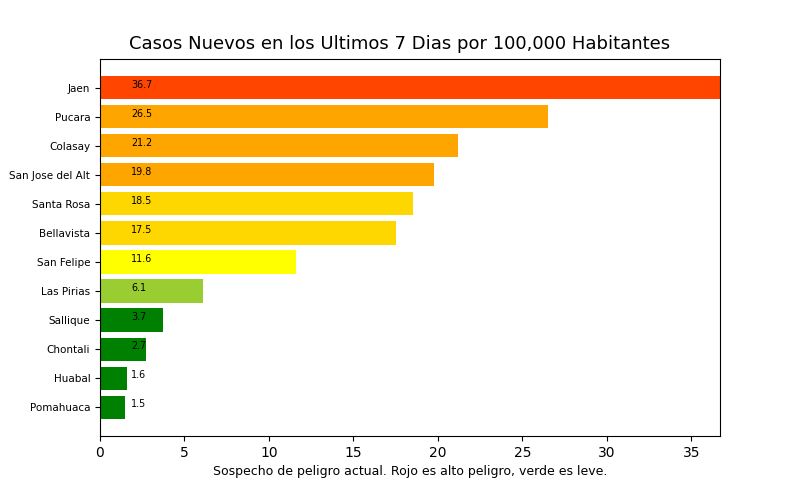 Casos Nuevos en los Ultimos 7 Dias por 100,000 Habitantes
Jaen 36.7
Pucara 26.5
Colasay 21.2
San Jose del Alt 19.8
Santa Rosa 18.5
Bellavista 17.5
San Felipe 11.6
Las Pirias 6.1
Sallique 3.7
Chontali 2.7
Huabal 1.6
Pomahuaca 1.5
0 5 10 15 20 25 30 35
Sospecho de peligro actual. Rojo es alto peligro, verde es leve.